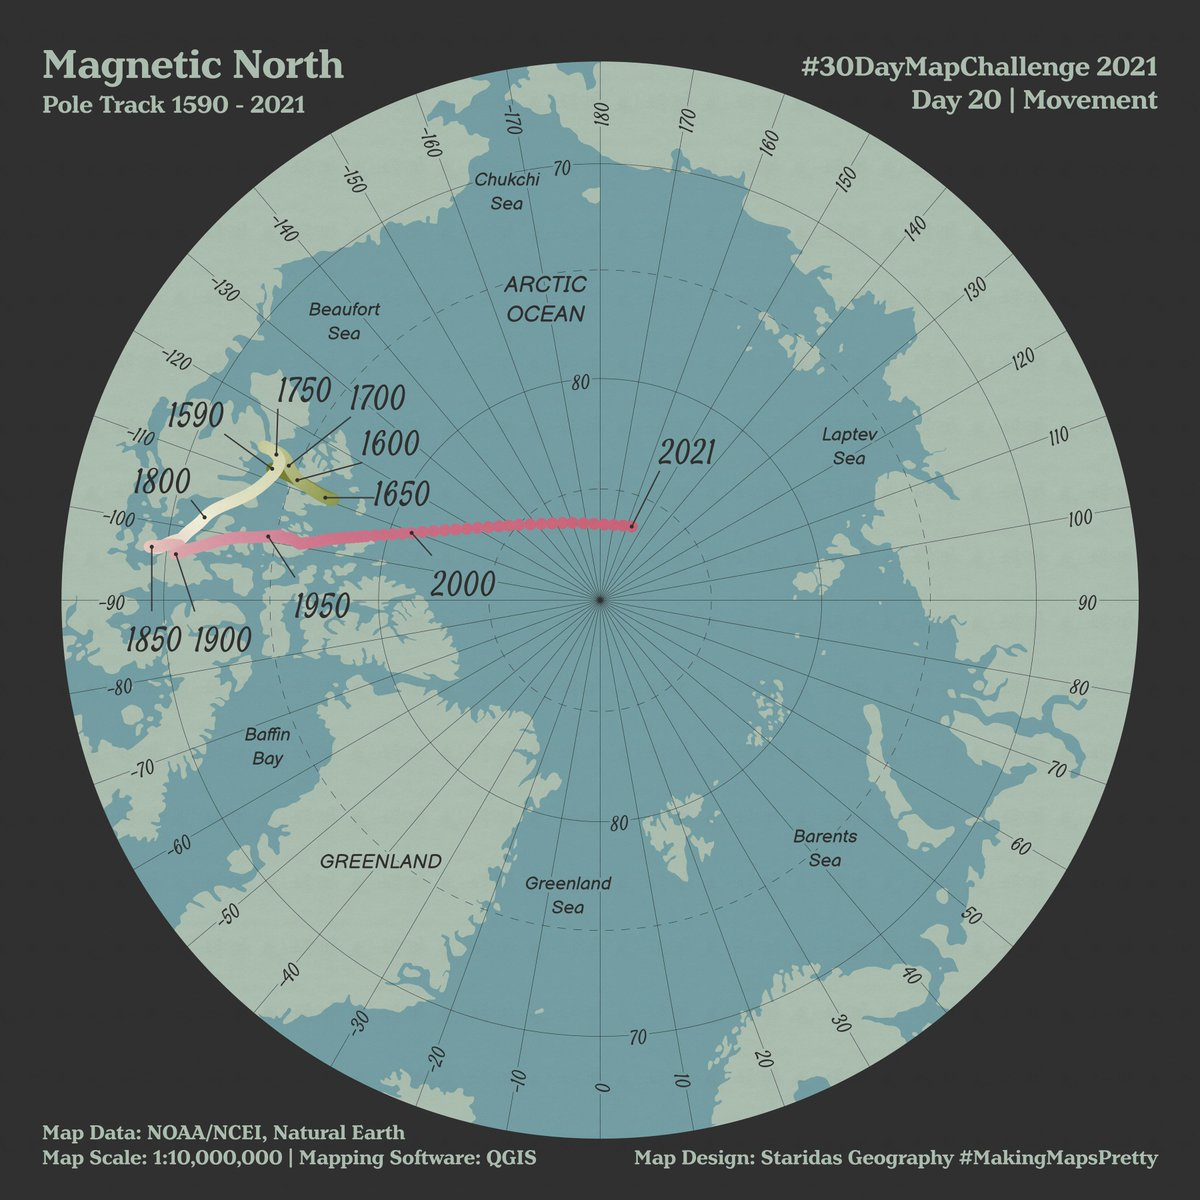 Magnetic North
Pole Track 1590 - 2021
#30DayMapChallenge 2021
Day 20 | Movement
180
-170
170
-160
160
-150
150
-140
140
-130
130
-120
120
-110
110
-100
100
-90
90
-80
80
-70
70
-60
60
-50
50
-40
40
-30
30
-20
20
-10
10
0
70
80
80
70
Chukchi
Sea
ARCTIC
OCEAN
Beaufort
Sea
Laptev
Sea
1750
1700
1590
1600
1800
1650
2021
2000
1950
1850
1900
Baffin
Bay
GREENLAND
Greenland
Sea
Barents
Sea
Map Data: NOAA/NCEI, Natural Earth
Map Scale: 1:10,000,000 | Mapping Software: QGIS
Map Design: Staridas Geography #MakingMapsPretty